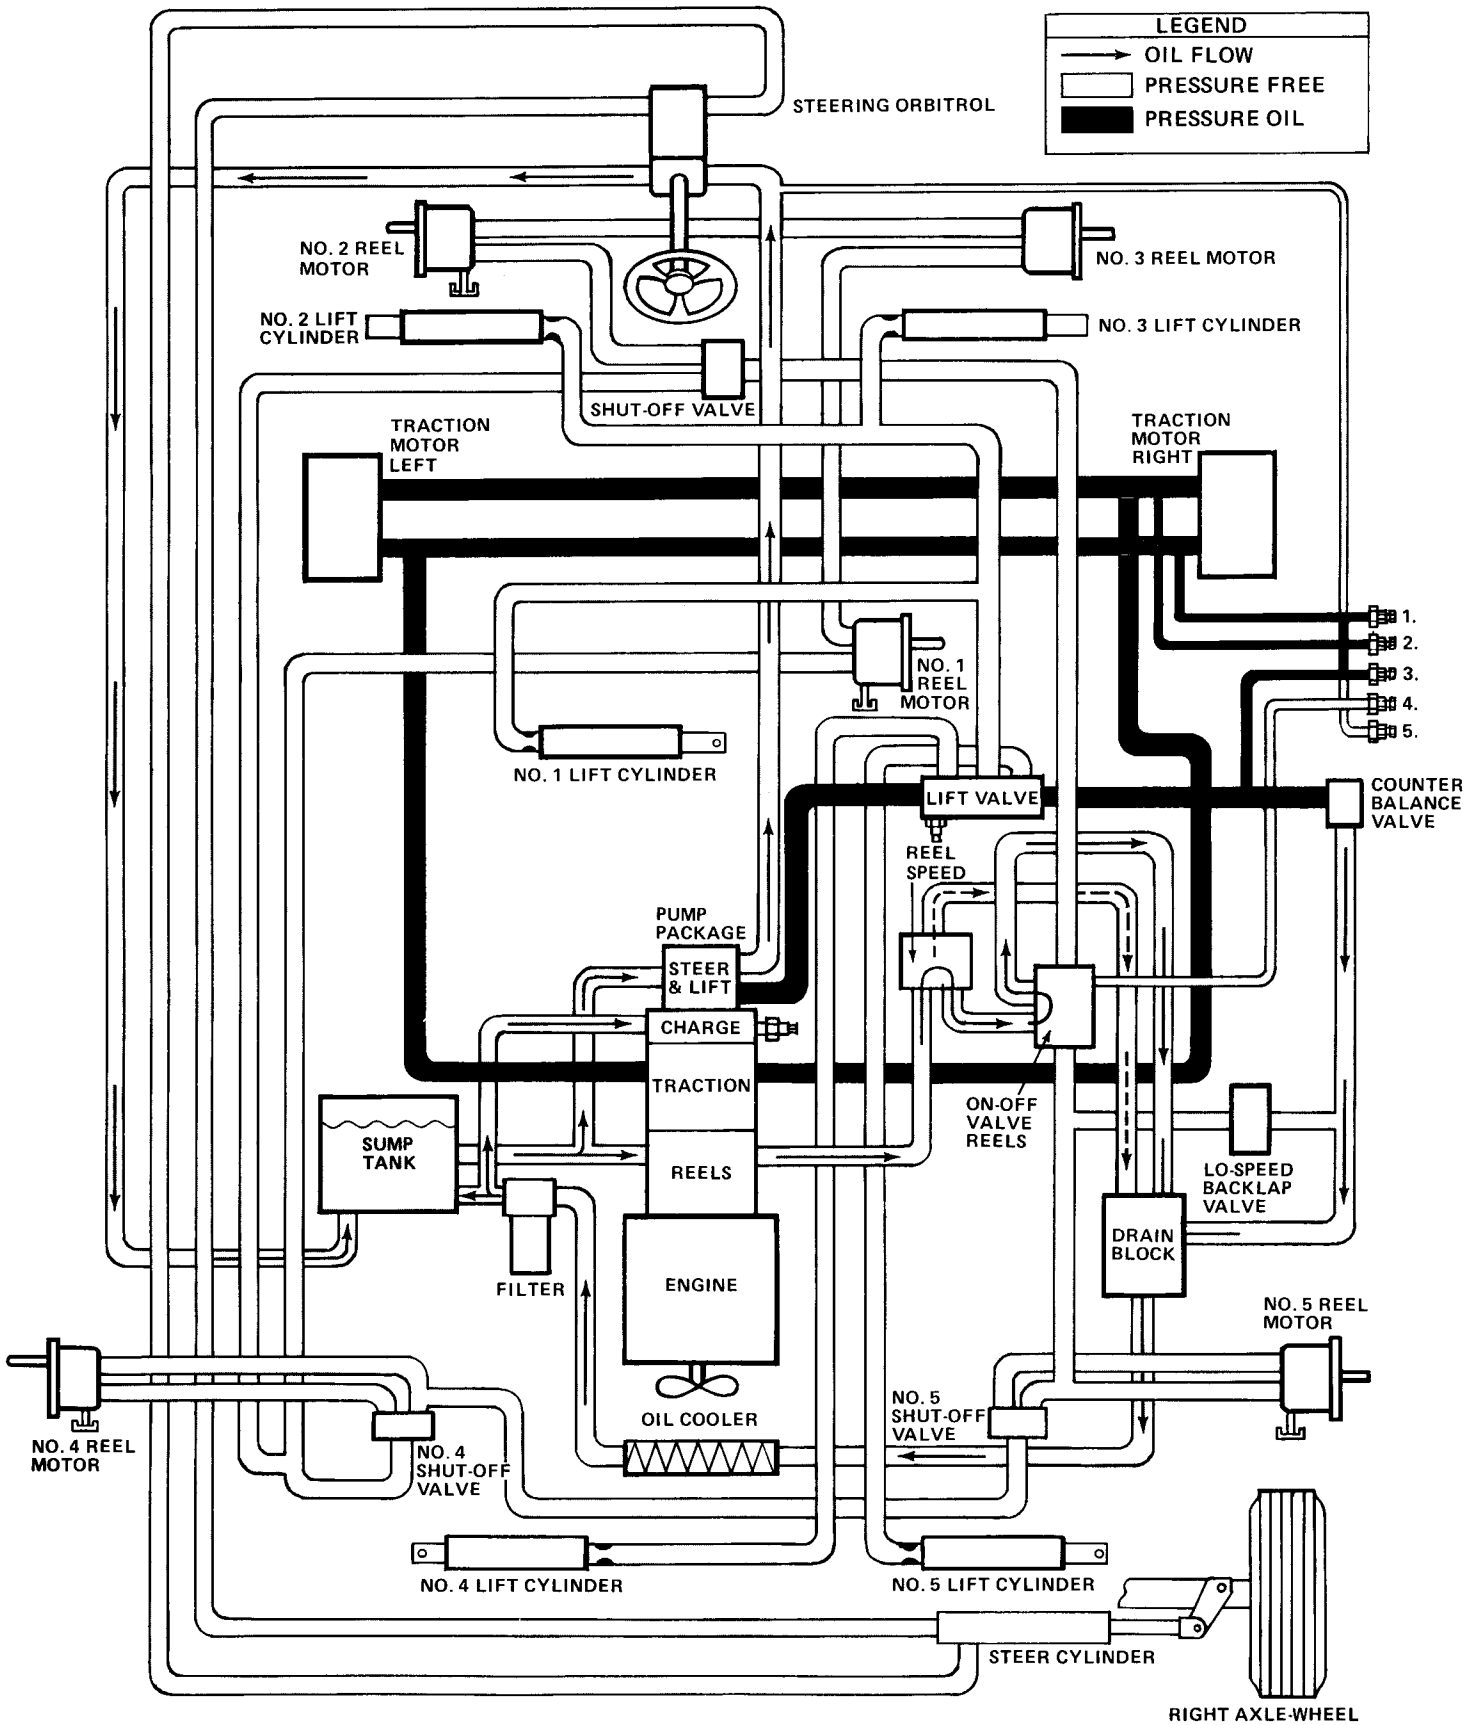 LEGEND
OIL FLOW
PRESSURE FREE
PRESSURE OIL
STEERING ORBITROL
NO. 2 REEL
MOTOR
NO. 3 REEL MOTOR
NO. 2 LIFT
CYLINDER
NO. 3 LIFT CYLINDER
SHUT-OFF VALVE
TRACTION
MOTOR
LEFT
TRACTION
MOTOR
RIGHT
1.
2.
3.
4.
5.
NO. 1
REEL
MOTOR
NO. 1 LIFT CYLINDER
LIFT VALVE
COUNTER
BALANCE
VALVE
REEL
SPEED
PUMP
PACKAGE
STEER
& LIFT
CHARGE
TRACTION
REELS
ON-OFF
VALVE
REELS
SUMP
TANK
LO-SPEED
BACKLAP
VALVE
DRAIN
BLOCK
FILTER
ENGINE
NO. 5 REEL
MOTOR
OIL COOLER
NO. 5
SHUT-OFF
VALVE
NO. 4 REEL
MOTOR
NO. 4
SHUT-OFF
VALVE
NO. 4 LIFT CYLINDER
NO. 5 LIFT CYLINDER
STEER CYLINDER
RIGHT AXLE-WHEEL